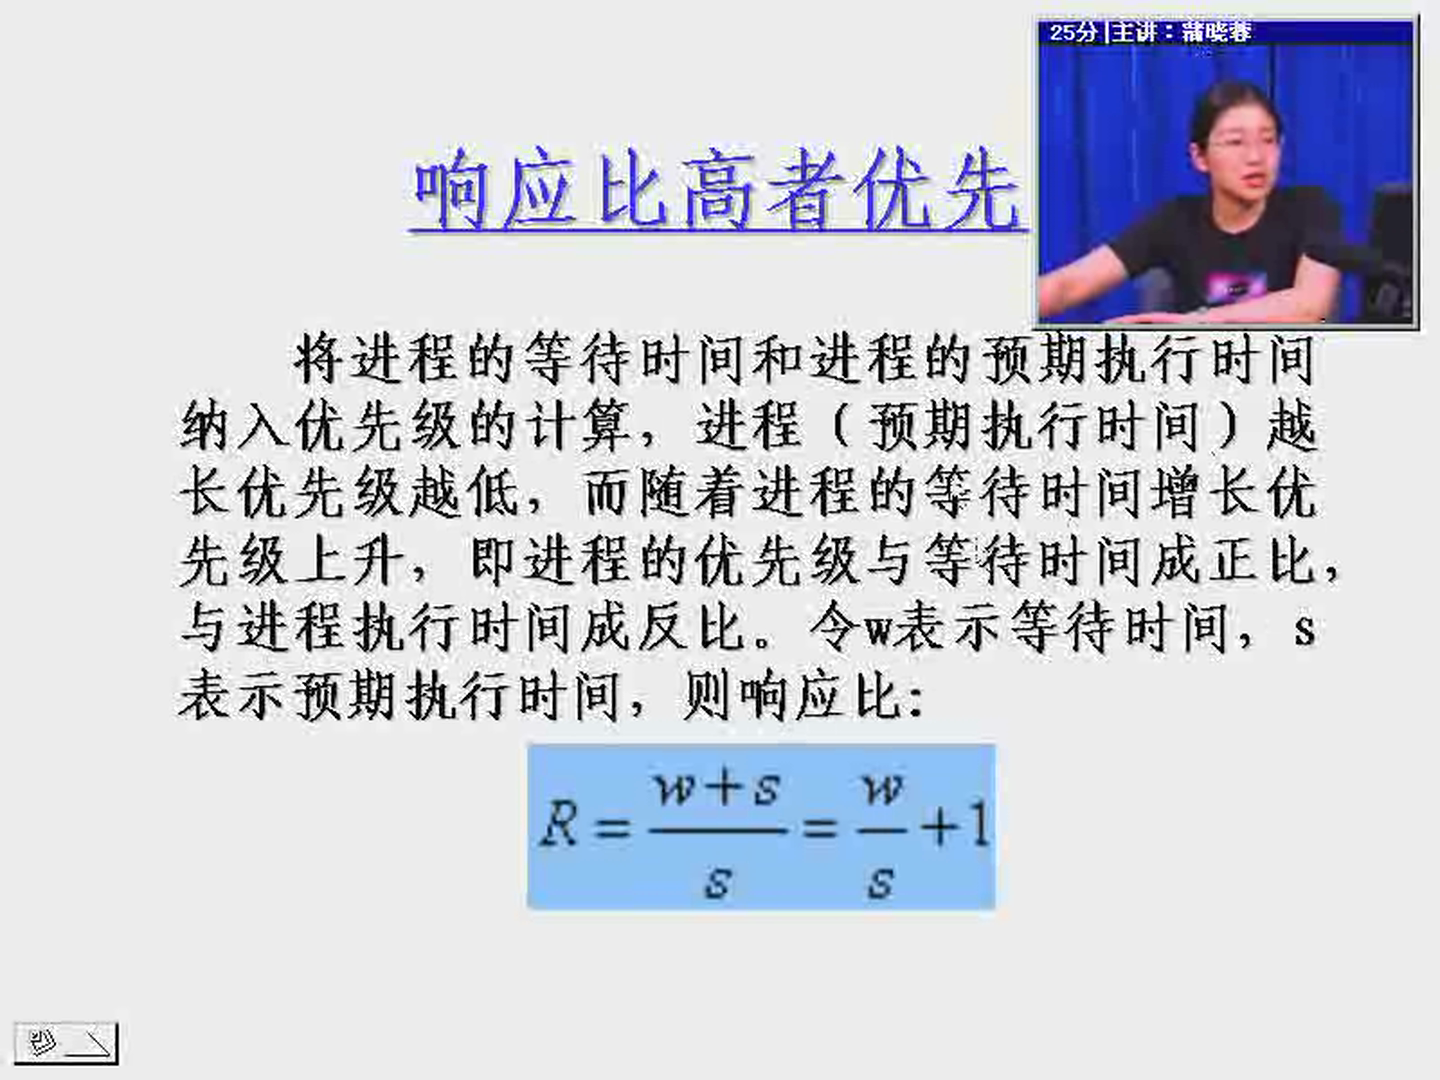 25分|主讲：蒲晓蓉
响应比高者优先
将进程的等待时间和进程的预期执行时间
纳入优先级的计算，进程（预期执行时间）越
长优先级越低，而随着进程的等待时间增长优
先级上升，即进程的优先级与等待时间成正比，
与进程执行时间成反比。令w表示等待时间，s
表示预期执行时间，则响应比：
R = (w+s)/s = w/s + 1